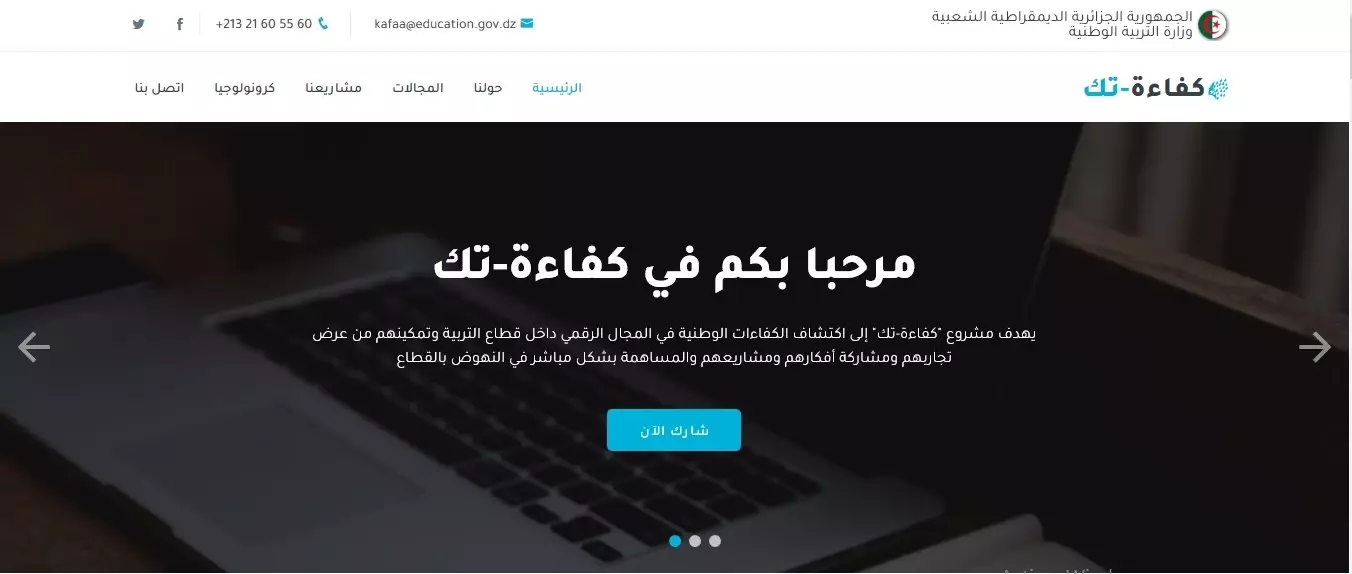 الجمهورية الجزائرية الديمقراطية الشعبية
وزارة التربية الوطنية
kafaa@education.gov.dz
+213 21 60 55 60
كفاءة-تك
الرئيسية
حولنا
المجالات
مشاريعنا
كرونولوجيا
اتصل بنا
مرحبا بكم في كفاءة-تك
يهدف مشروع "كفاءة-تك" إلى اكتشاف الكفاءات الوطنية في المجال الرقمي داخل قطاع التربية وتمكينهم من عرض
تجاربهم ومشاركة أفكارهم ومشاريعهم والمساهمة بشكل مباشر في النهوض بالقطاع
شارك الآن